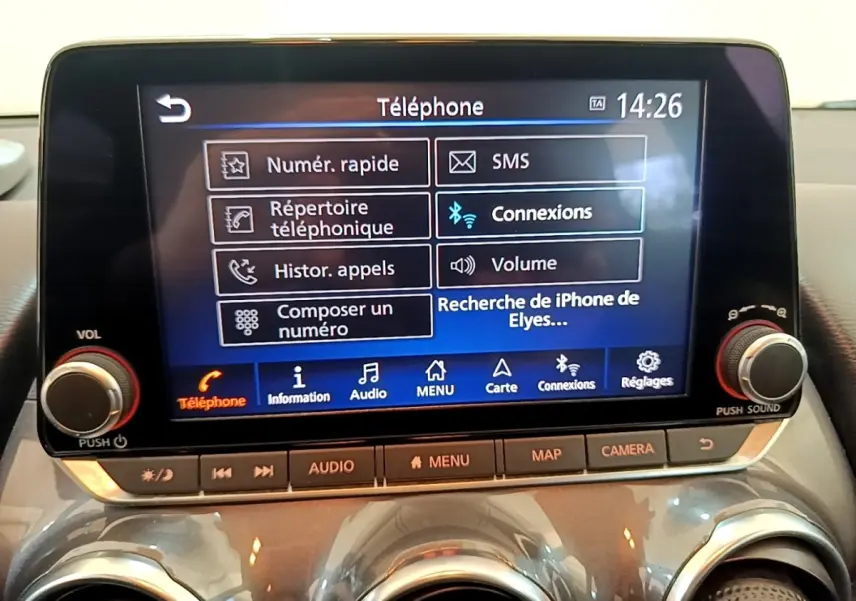 Téléphone
TA 14:26
Numér. rapide
SMS
Répertoire
téléphonique
Connexions
Histor. appels
Volume
Composer un
numéro
Recherche de iPhone de
Elyes...
Téléphone
Information
Audio
MENU
Carte
Connexions
Réglages
VOL
PUSH
PUSH SOUND
AUDIO
MENU
MAP
CAMERA